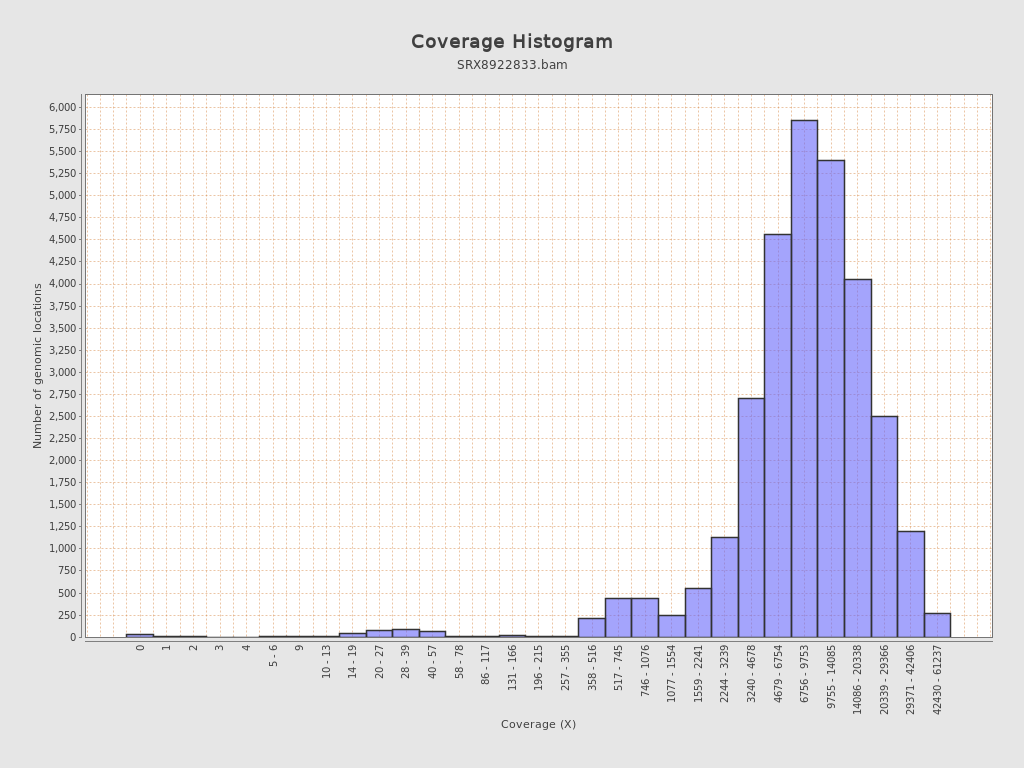 Coverage Histogram
SRX8922833.bam
Number of genomic locations
6,000
5,750
5,500
5,250
5,000
4,750
4,500
4,250
4,000
3,750
3,500
3,250
3,000
2,750
2,500
2,250
2,000
1,750
1,500
1,250
1,000
750
500
250
0
0
1
2
3
4
5 - 6
9
10 - 13
14 - 19
20 - 27
28 - 39
40 - 57
58 - 78
86 - 117
131 - 166
196 - 215
257 - 355
358 - 516
517 - 745
746 - 1076
1077 - 1554
1559 - 2241
2244 - 3239
3240 - 4678
4679 - 6754
6756 - 9753
9755 - 14085
14086 - 20338
20339 - 29366
29371 - 42406
42430 - 61237
Coverage (X)